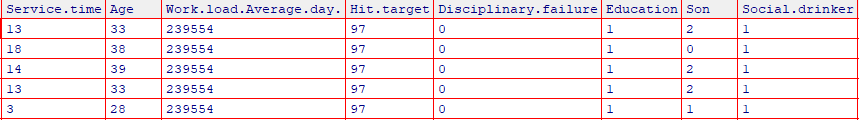 Service.time Age Work.load.Average.day. Hit.target Disciplinary.failure Education Son Social.drinker
13 33 239554 97 0 1 2 1
18 38 239554 97 0 1 0 1
14 39 239554 97 0 1 2 1
13 33 239554 97 0 1 2 1
3 28 239554 97 0 1 1 1